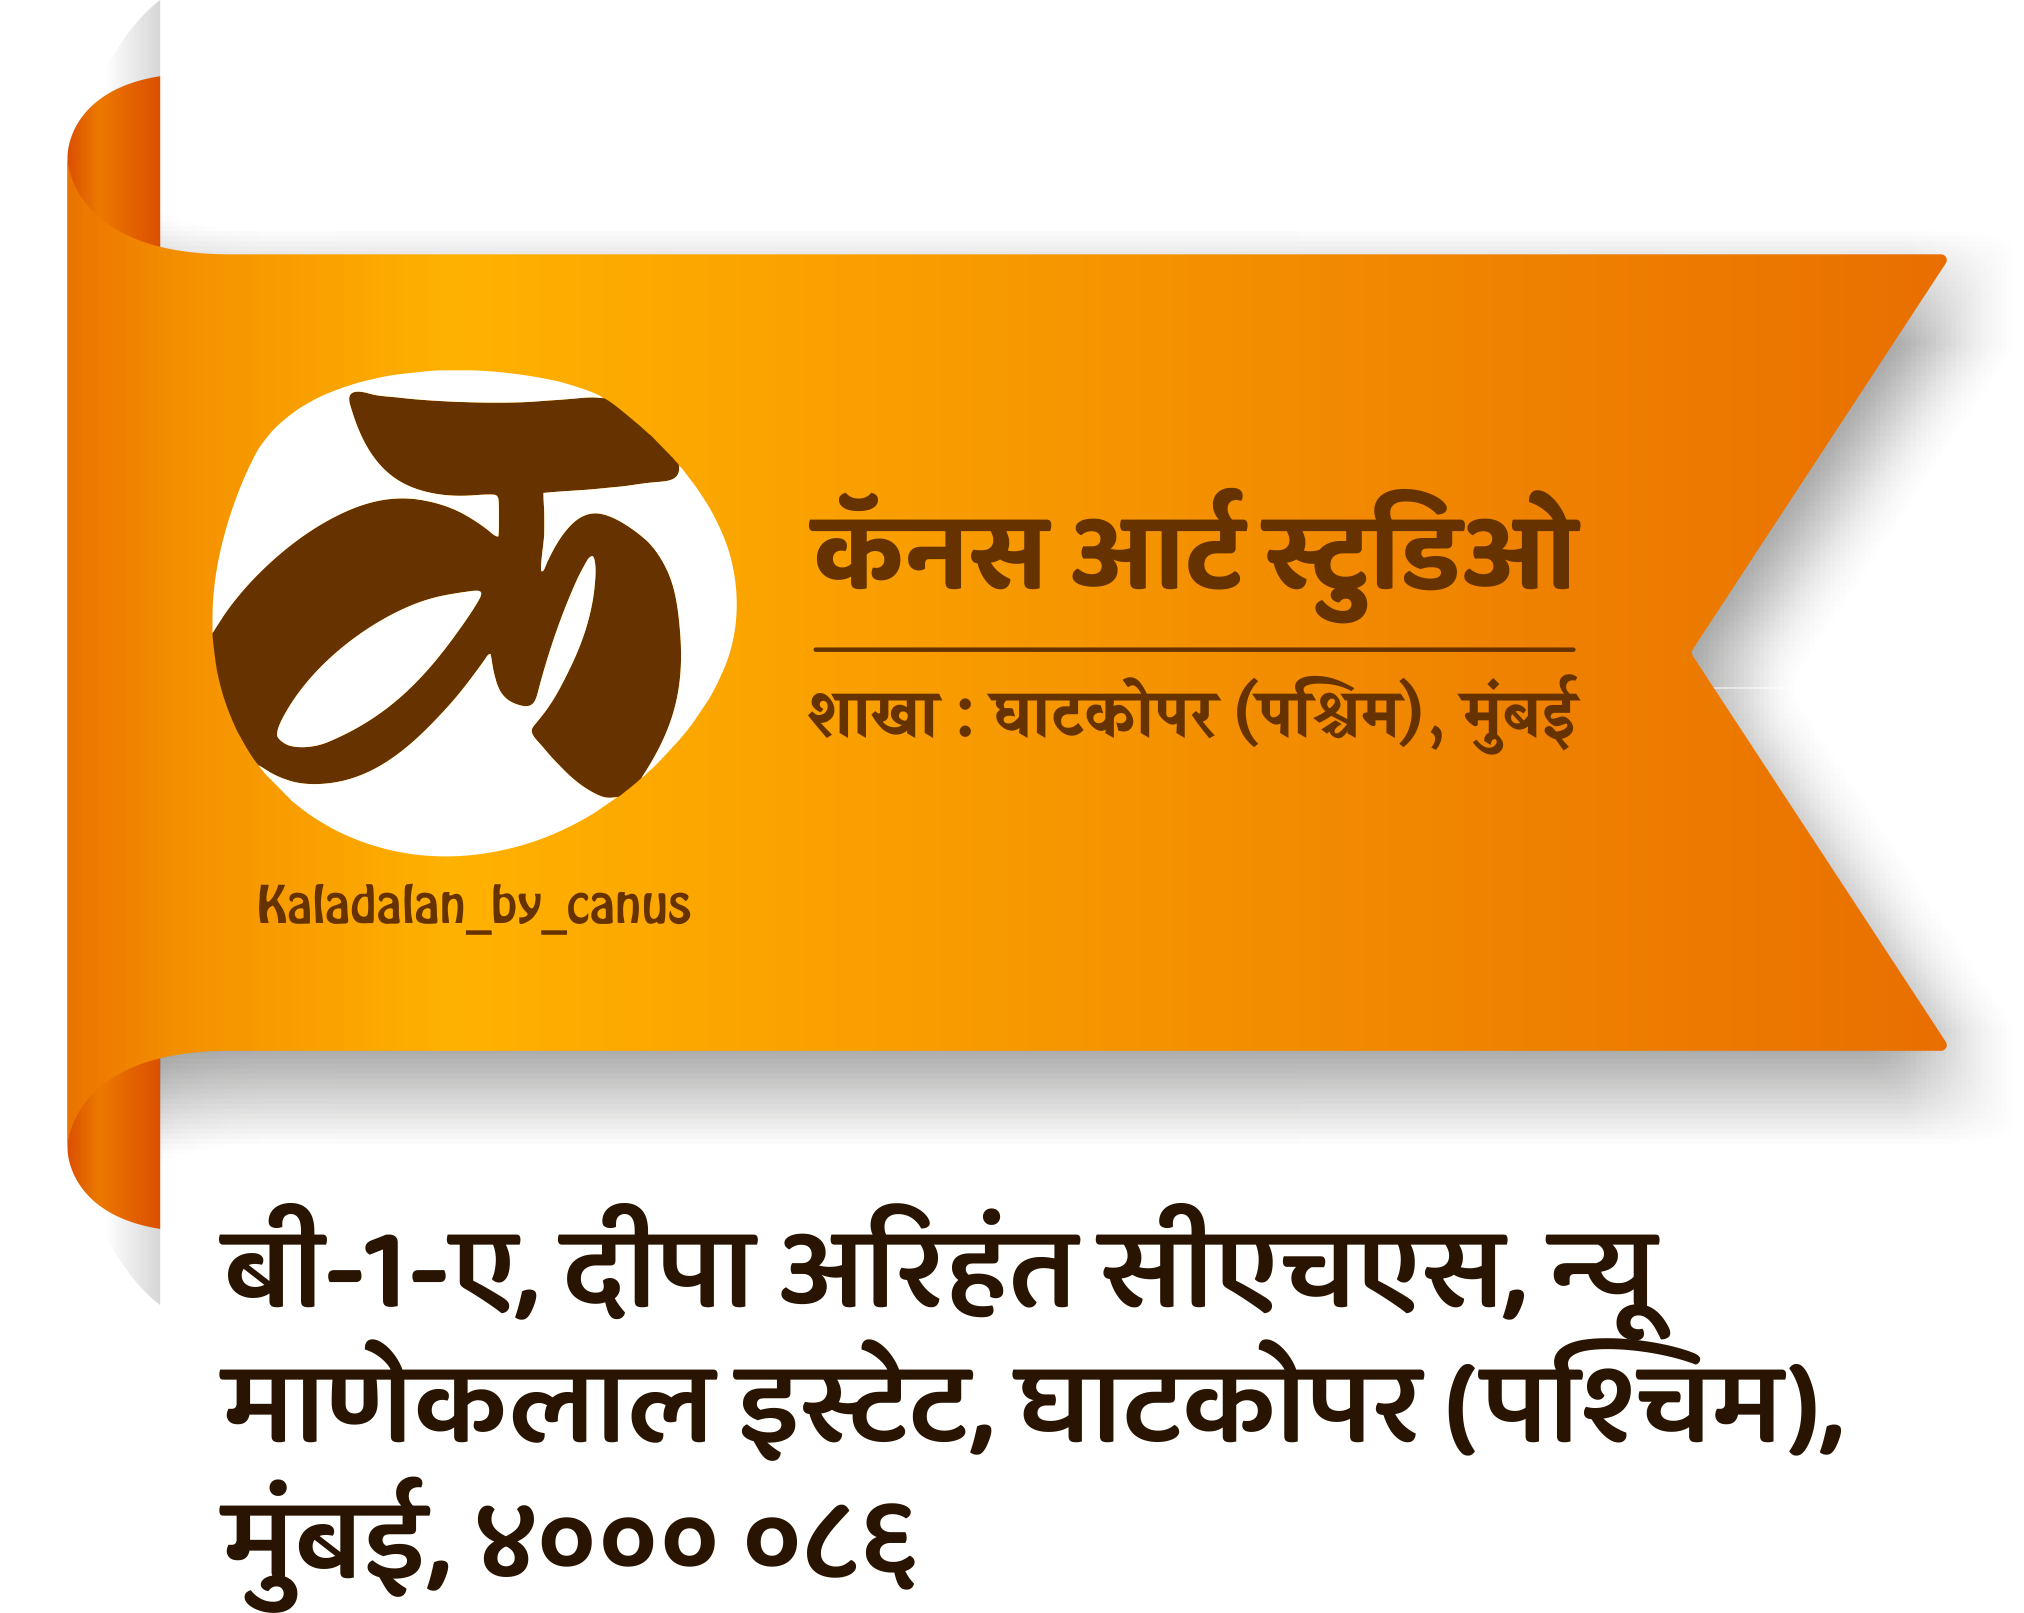 कॅनस आर्ट स्टुडिओ
शाखा : घाटकोपर (पश्चिम), मुंबई
Kaladalan_by_canus
बी-1-ए, दीपा अरिहंत सीएचएस, न्यू
माणेकलाल इस्टेट, घाटकोपर (पश्चिम),
मुंबई, ४००० ०८६